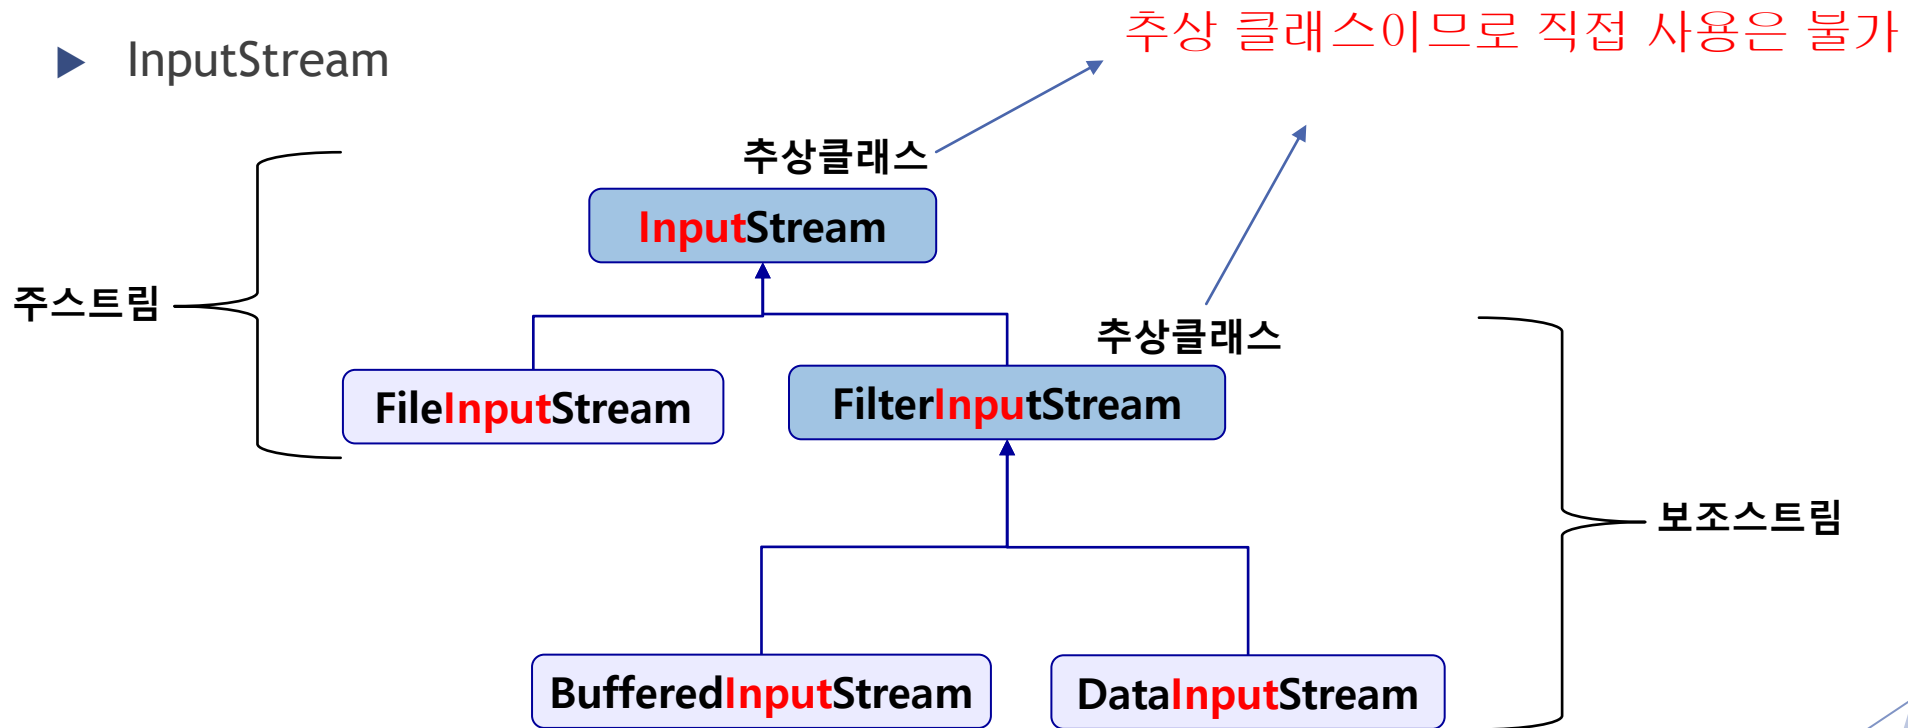 추상 클래스이므로 직접 사용은 불가
InputStream
추상클래스
InputStream
주스트림
추상클래스
FileInputStream
FilterInputStream
보조스트림
BufferedInputStream
DataInputStream